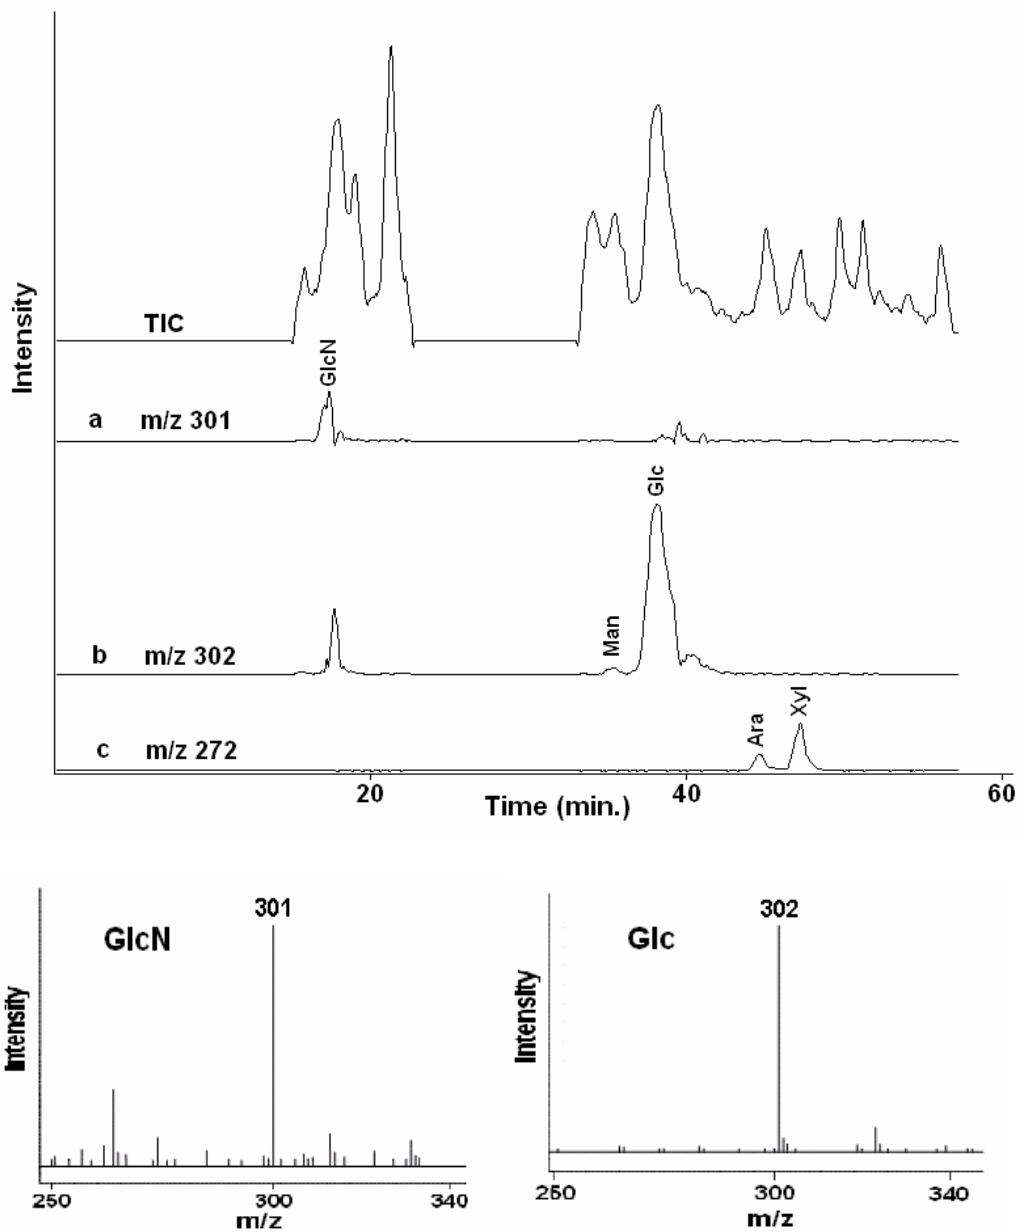 Intensity
TIC
GlcN
a m/z 301
Glc
Man
b m/z 302
Ara
Xyl
c m/z 272
20 40 60
Time (min.)
301
GlcN
Intensity
250 300 340
m/z
302
Glc
Intensity
250 300 340
m/z